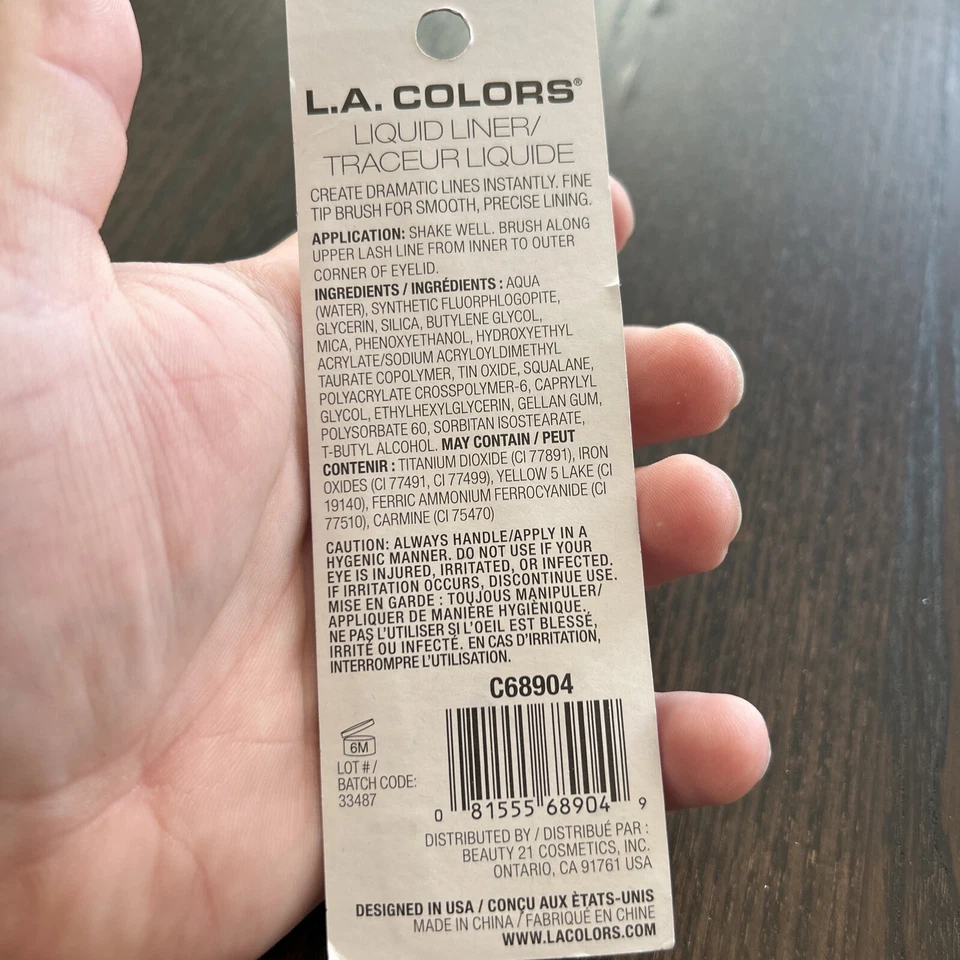 L.A. COLORS®
LIQUID LINER/
TRACEUR LIQUIDE
CREATE DRAMATIC LINES INSTANTLY. FINE
TIP BRUSH FOR SMOOTH, PRECISE LINING.
APPLICATION: SHAKE WELL. BRUSH ALONG
UPPER LASH LINE FROM INNER TO OUTER
CORNER OF EYELID.
INGREDIENTS / INGRÉDIENTS : AQUA
(WATER), SYNTHETIC FLUORPHLOGOPITE,
GLYCERIN, SILICA, BUTYLENE GLYCOL,
MICA, PHENOXYETHANOL, HYDROXYETHYL
ACRYLATE/SODIUM ACRYLOYLDIMETHYL
TAURATE COPOLYMER, TIN OXIDE, SQUALANE,
POLYACRYLATE CROSSPOLYMER-6, CAPRYLYL
GLYCOL, ETHYLHEXYLGLYCERIN, GELLAN GUM,
POLYSORBATE 60, SORBITAN ISOSTEARATE,
T-BUTYL ALCOHOL. MAY CONTAIN / PEUT
CONTENIR : TITANIUM DIOXIDE (CI 77891), IRON
OXIDES (CI 77491, CI 77499), YELLOW 5 LAKE (CI
19140), FERRIC AMMONIUM FERROCYANIDE (CI
77510), CARMINE (CI 75470)
CAUTION: ALWAYS HANDLE/APPLY IN A
HYGENIC MANNER. DO NOT USE IF YOUR
EYE IS INJURED, IRRITATED, OR INFECTED.
IF IRRITATION OCCURS, DISCONTINUE USE.
MISE EN GARDE : TOUJOUS MANIPULER/
APPLIQUER DE MANIÈRE HYGIÈNIQUE.
NE PAS L'UTILISER SI L'OEIL EST BLESSÉ,
IRRITÉ OU INFECTÉ. EN CAS D'IRRITATION,
INTERROMPRE L'UTILISATION.
C68904
6M
LOT # /
BATCH CODE:
33487
0 81555 68904 9
DISTRIBUTED BY / DISTRIBUÉ PAR :
BEAUTY 21 COSMETICS, INC.
ONTARIO, CA 91761 USA
DESIGNED IN USA / CONÇU AUX ÈTATS-UNIS
MADE IN CHINA / FABRIQUÉ EN CHINE
WWW.LACOLORS.COM